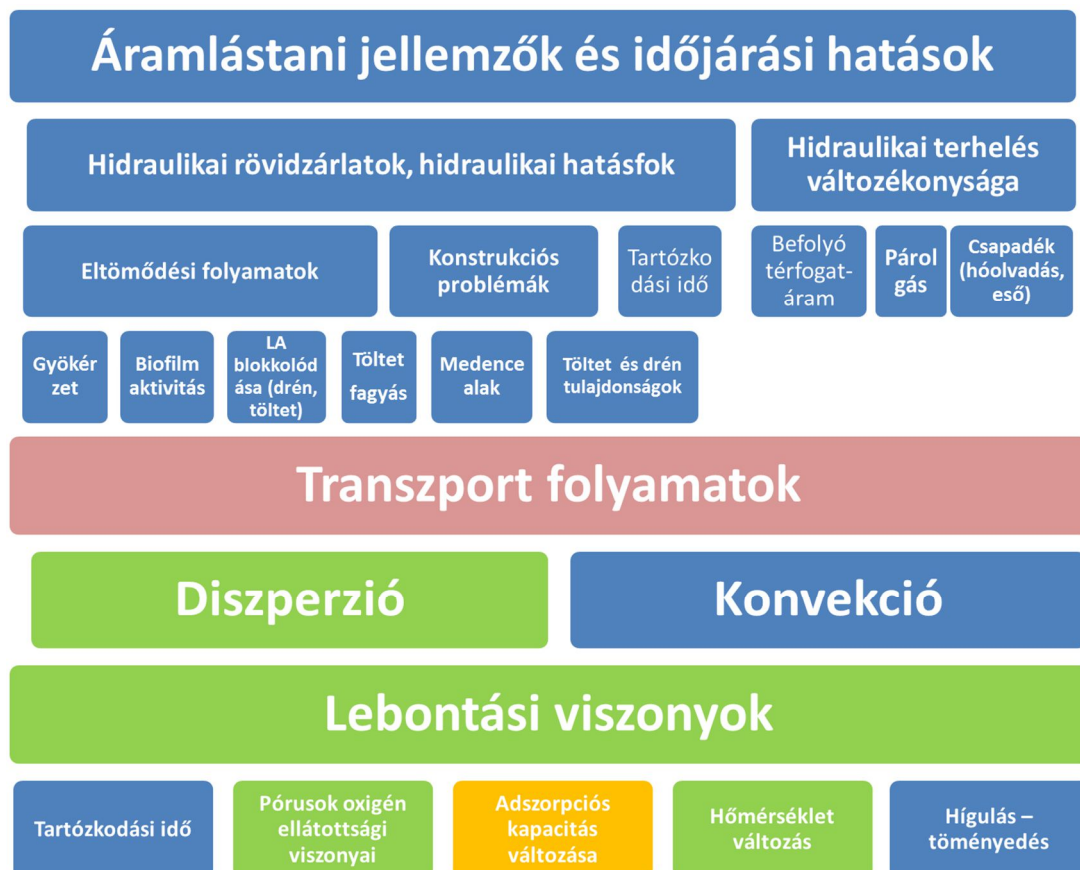 Áramlástani jellemzők és időjárási hatások
Hidraulikai rövidzárlatok, hidraulikai hatásfok
Hidraulikai terhelés
változékonysága
Eltömődési folyamatok
Konstrukciós
problémák
Tartózko
dási idő
Befolyó
térfogat-
áram
Párol
gás
Csapadék
(hóolvadás,
eső)
Gyökér
zet
Biofilm
aktivitás
LA
blokkolód
ása (drén,
töltet)
Töltet
fagyás
Medence
alak
Töltet és drén
tulajdonságok
Transzport folyamatok
Diszperzió
Konvekció
Lebontási viszonyok
Tartózkodási idő
Pórusok oxigén
ellátottsági
viszonyai
Adszorpciós
kapacitás
változása
Hőmérséklet
változás
Hígulás –
töményedés